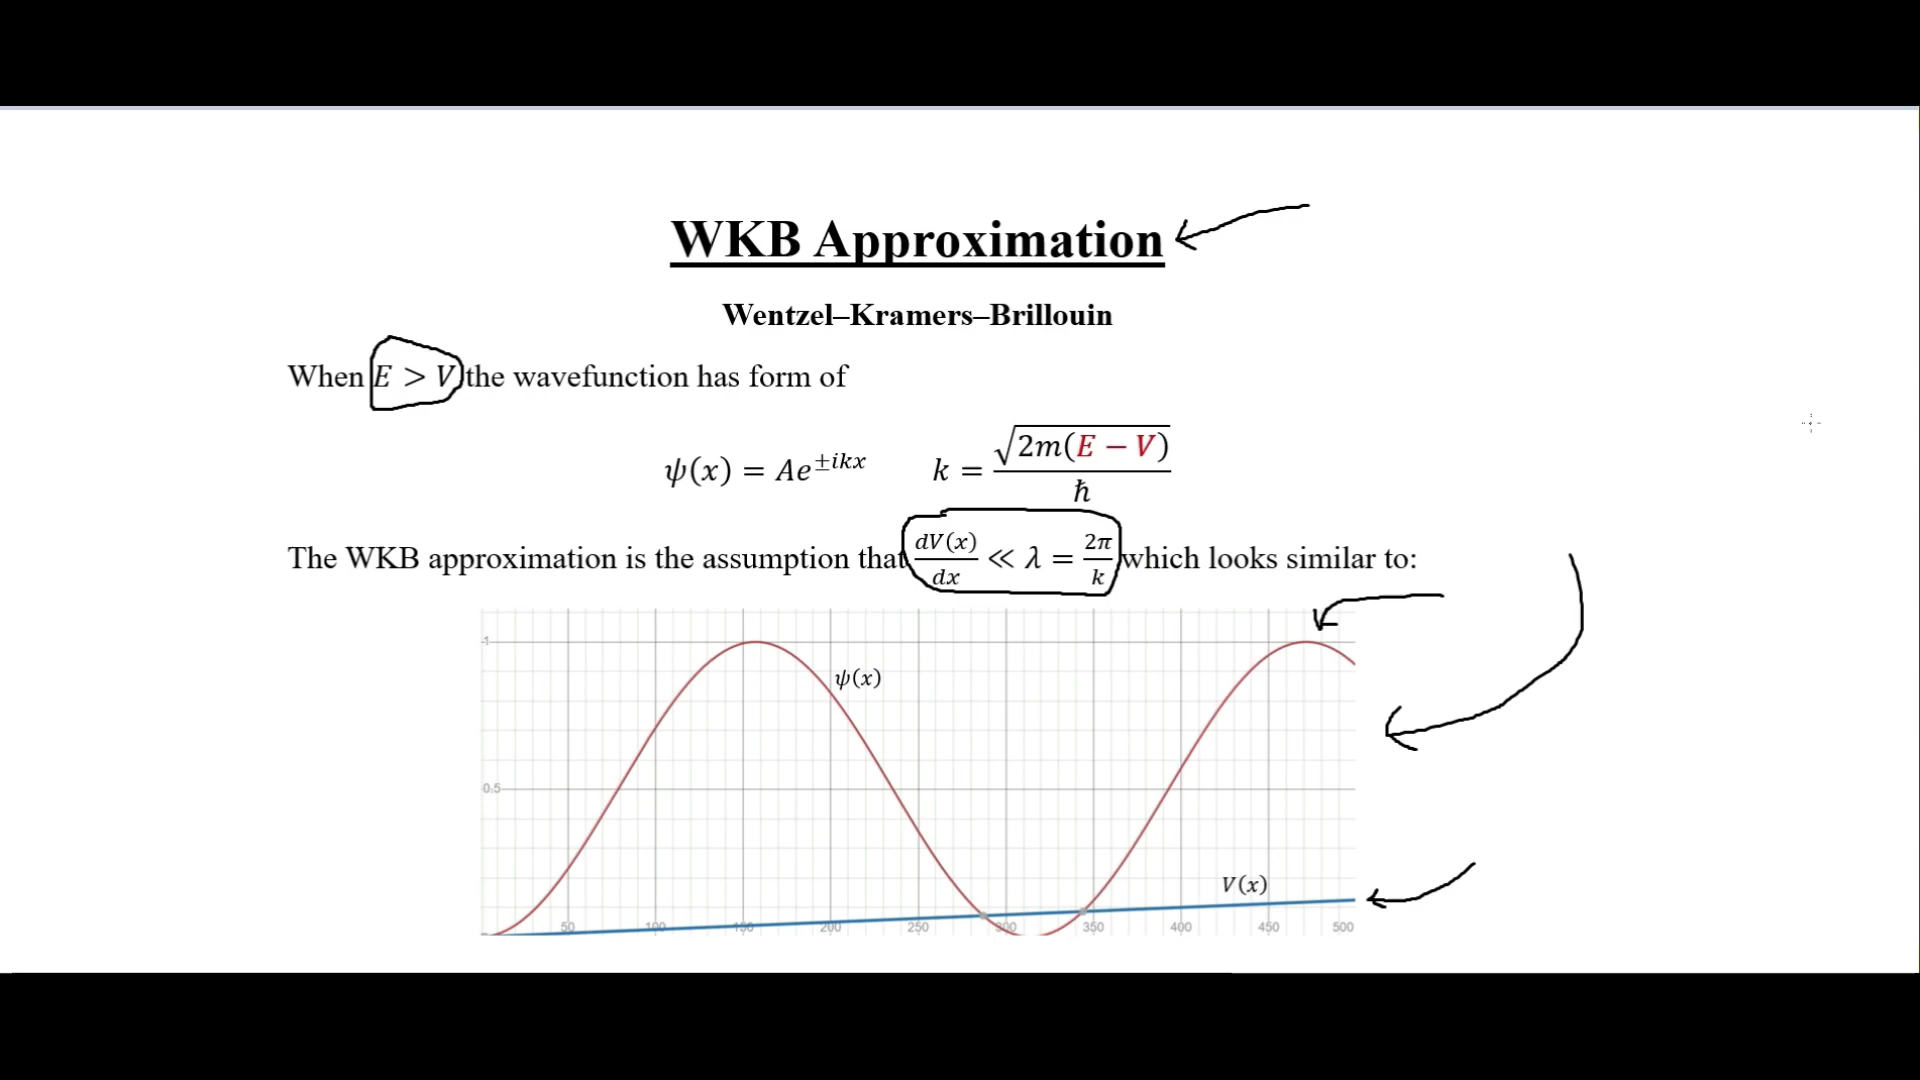 WKB Approximation
Wentzel–Kramers–Brillouin
When E > V the wavefunction has form of
ψ(x) = Ae^{±ikx} k = √(2m(E − V)) / ħ
The WKB approximation is the assumption that dV(x)/dx ≪ λ = 2π/k which looks similar to:
1
ψ(x)
0.5
V(x)
50 100 150 200 250 300 350 400 450 500